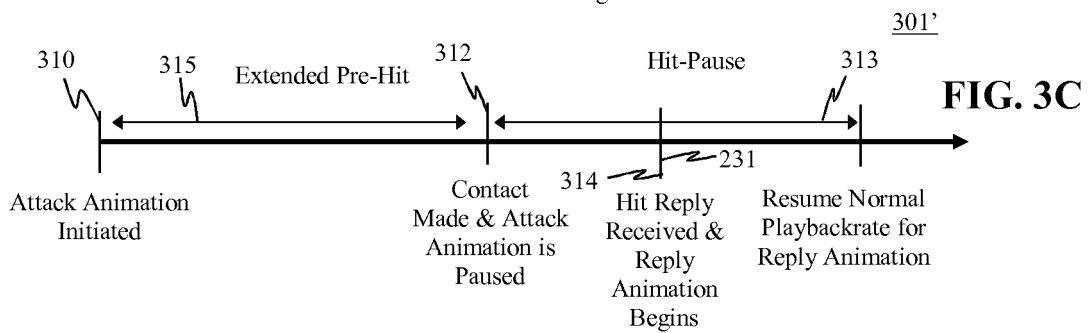 301'
310
315
Extended Pre-Hit
312
Hit-Pause
313
FIG. 3C
231
314
Attack Animation
Initiated
Contact
Made & Attack
Animation is
Paused
Hit Reply
Received &
Reply
Animation
Begins
Resume Normal
Playbackrate for
Reply Animation